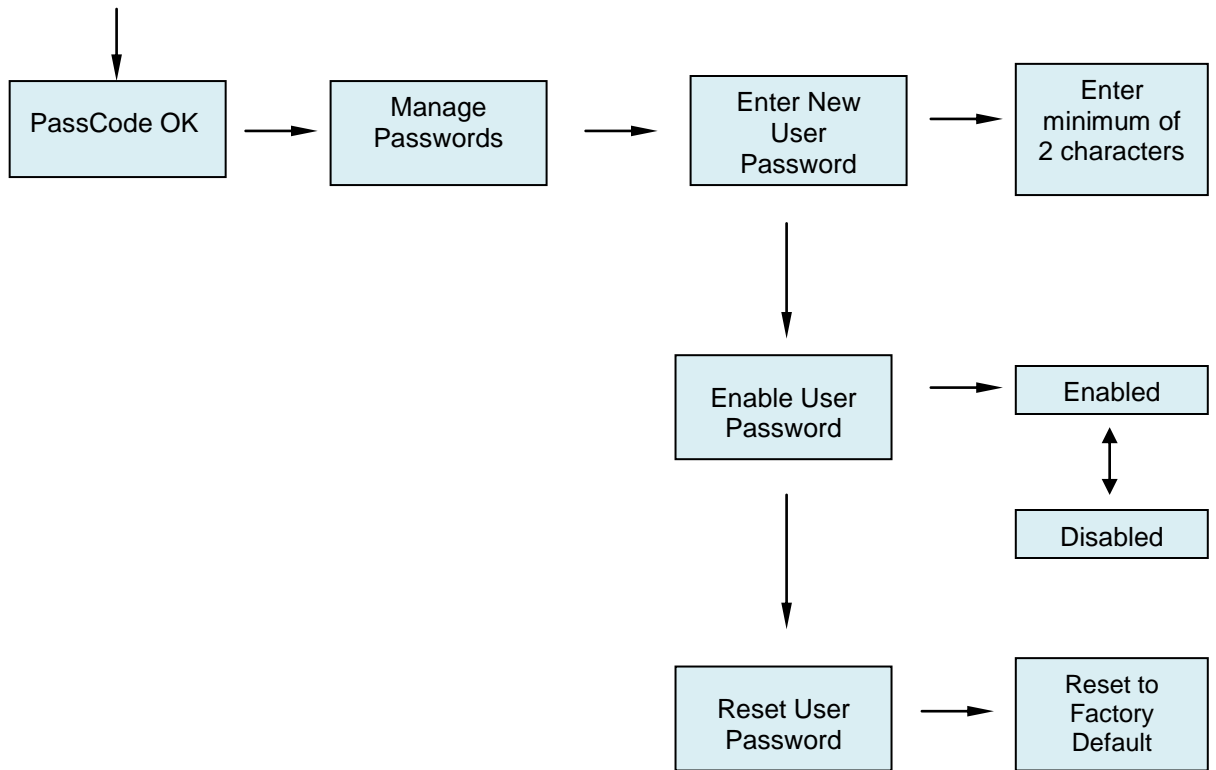 PassCode OK
Manage
Passwords
Enter New
User
Password
Enter
minimum of
2 characters
Enable User
Password
Enabled
Disabled
Reset User
Password
Reset to
Factory
Default